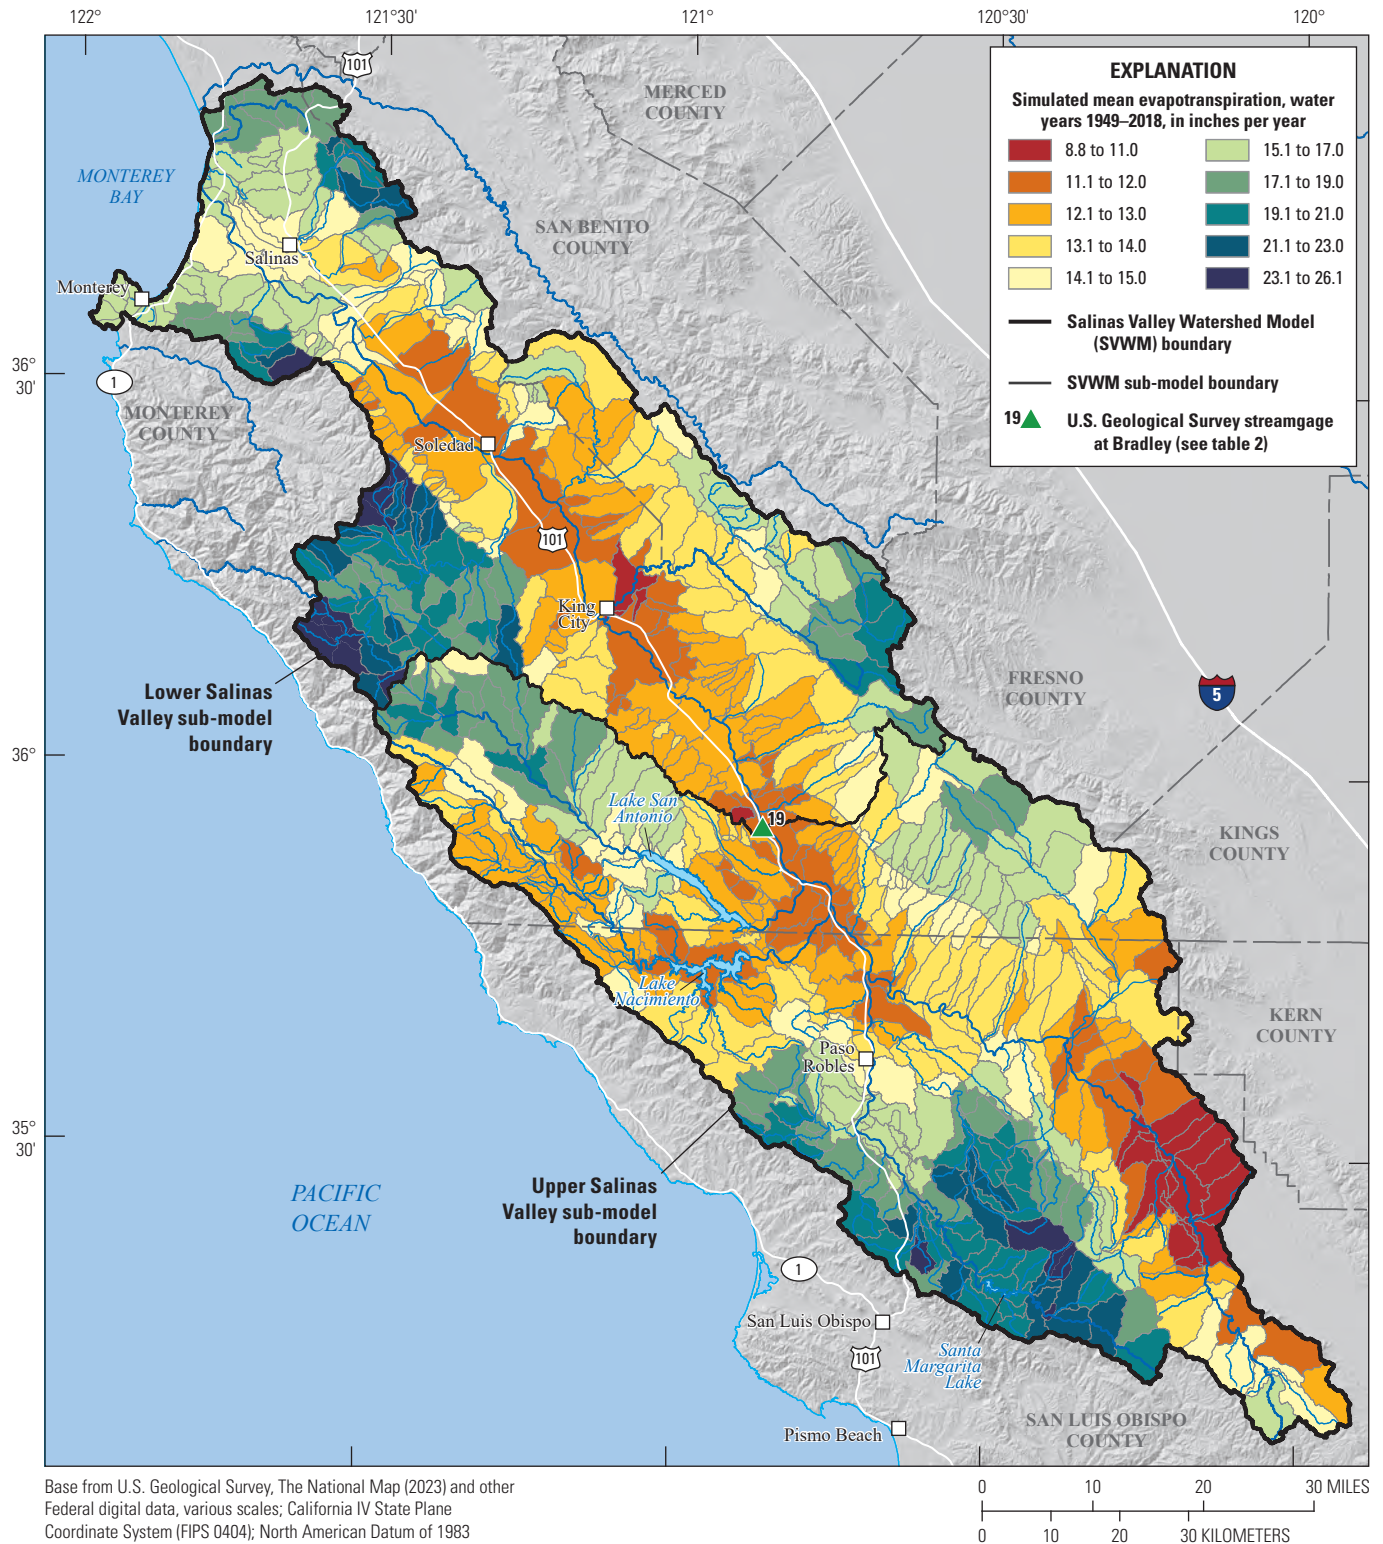 122°
121°30'
121°
120°30'
120°
36°
30'
36°
35°
30'
EXPLANATION
Simulated mean evapotranspiration, water
years 1949–2018, in inches per year
8.8 to 11.0
11.1 to 12.0
12.1 to 13.0
13.1 to 14.0
14.1 to 15.0
15.1 to 17.0
17.1 to 19.0
19.1 to 21.0
21.1 to 23.0
23.1 to 26.1
Salinas Valley Watershed Model
(SVWM) boundary
SVWM sub-model boundary
19
U.S. Geological Survey streamgage
at Bradley (see table 2)
101
MERCED
COUNTY
MONTEREY
BAY
SAN BENITO
COUNTY
Salinas
Monterey
1
MONTEREY
COUNTY
Soledad
101
King
City
FRESNO
COUNTY
5
Lower Salinas
Valley sub-model
boundary
Lake San
Antonio
19
KINGS
COUNTY
Lake
Nacimiento
KERN
COUNTY
Paso
Robles
PACIFIC
OCEAN
Upper Salinas
Valley sub-model
boundary
1
San Luis Obispo
101
Santa
Margarita
Lake
SAN LUIS OBISPO
COUNTY
Pismo Beach
Base from U.S. Geological Survey, The National Map (2023) and other
Federal digital data, various scales; California IV State Plane
Coordinate System (FIPS 0404); North American Datum of 1983
0 10 20 30 MILES
0 10 20 30 KILOMETERS